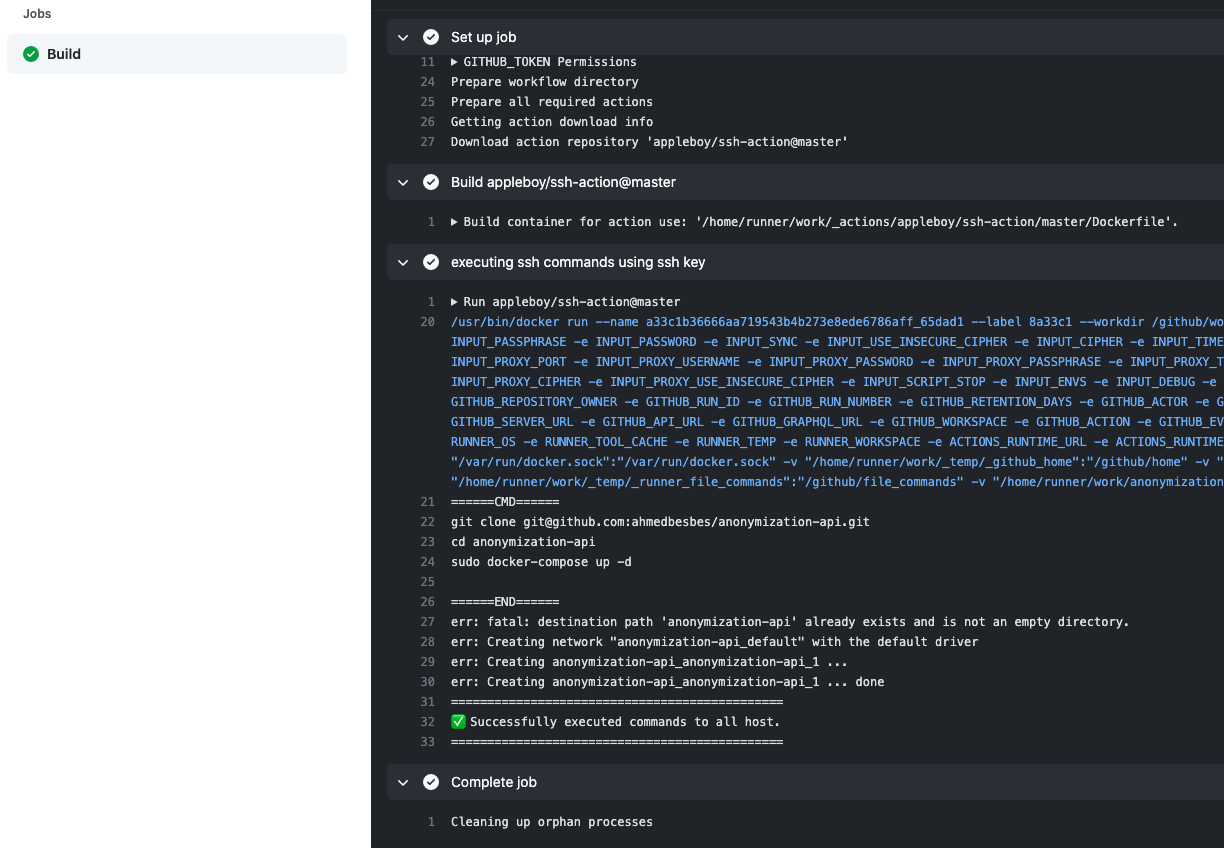 Jobs
Build
Set up job
11 GITHUB_TOKEN Permissions
24 Prepare workflow directory
25 Prepare all required actions
26 Getting action download info
27 Download action repository 'appleboy/ssh-action@master'
Build appleboy/ssh-action@master
1 Build container for action use: '/home/runner/work/_actions/appleboy/ssh-action/master/Dockerfile'.
executing ssh commands using ssh key
1 Run appleboy/ssh-action@master
20 /usr/bin/docker run --name a33c1b36666aa719543b4b273e8ede6786aff_65dad1 --label 8a33c1 --workdir /github/wo
INPUT_PASSPHRASE -e INPUT_PASSWORD -e INPUT_SYNC -e INPUT_USE_INSECURE_CIPHER -e INPUT_CIPHER -e INPUT_TIME
INPUT_PROXY_PORT -e INPUT_PROXY_USERNAME -e INPUT_PROXY_PASSWORD -e INPUT_PROXY_PASSPHRASE -e INPUT_PROXY_T
INPUT_PROXY_CIPHER -e INPUT_PROXY_USE_INSECURE_CIPHER -e INPUT_SCRIPT_STOP -e INPUT_ENVS -e INPUT_DEBUG -e
GITHUB_REPOSITORY_OWNER -e GITHUB_RUN_ID -e GITHUB_RUN_NUMBER -e GITHUB_RETENTION_DAYS -e GITHUB_ACTOR -e G
GITHUB_SERVER_URL -e GITHUB_API_URL -e GITHUB_GRAPHQL_URL -e GITHUB_WORKSPACE -e GITHUB_ACTION -e GITHUB_EV
RUNNER_OS -e RUNNER_TOOL_CACHE -e RUNNER_TEMP -e RUNNER_WORKSPACE -e ACTIONS_RUNTIME_URL -e ACTIONS_RUNTIME
"/var/run/docker.sock":"/var/run/docker.sock" -v "/home/runner/work/_temp/_github_home":"/github/home" -v "
"/home/runner/work/_temp/_runner_file_commands":"/github/file_commands" -v "/home/runner/work/anonymization
21 ======CMD======
22 git clone git@github.com:ahmedbesbes/anonymization-api.git
23 cd anonymization-api
24 sudo docker-compose up -d
25
26 ======END======
27 err: fatal: destination path 'anonymization-api' already exists and is not an empty directory.
28 err: Creating network "anonymization-api_default" with the default driver
29 err: Creating anonymization-api_anonymization-api_1 ...
30 err: Creating anonymization-api_anonymization-api_1 ... done
31 ==============================================
32 ✅ Successfully executed commands to all host.
33 ==============================================
Complete job
1 Cleaning up orphan processes